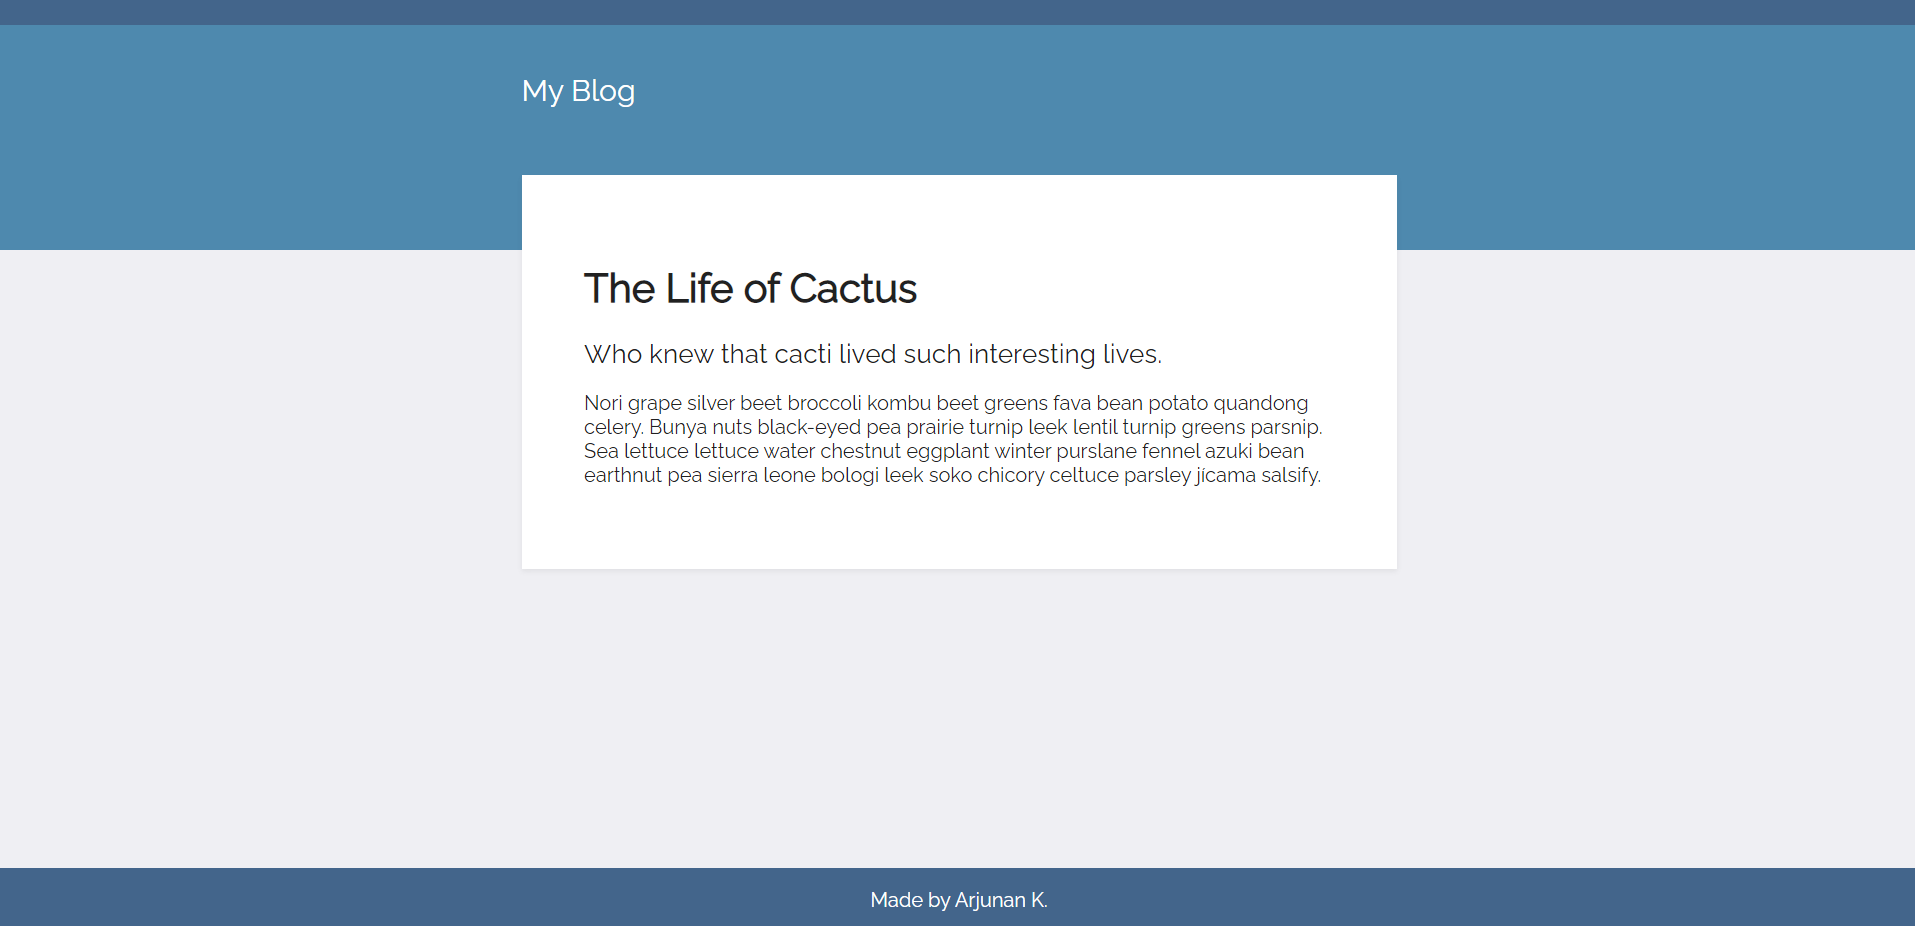 My Blog
The Life of Cactus
Who knew that cacti lived such interesting lives.
Nori grape silver beet broccoli kombu beet greens fava bean potato quandong
celery. Bunya nuts black-eyed pea prairie turnip leek lentil turnip greens parsnip.
Sea lettuce lettuce water chestnut eggplant winter purslane fennel azuki bean
earthnut pea sierra leone bologi leek soko chicory celtuce parsley jícama salsify.
Made by Arjunan K.